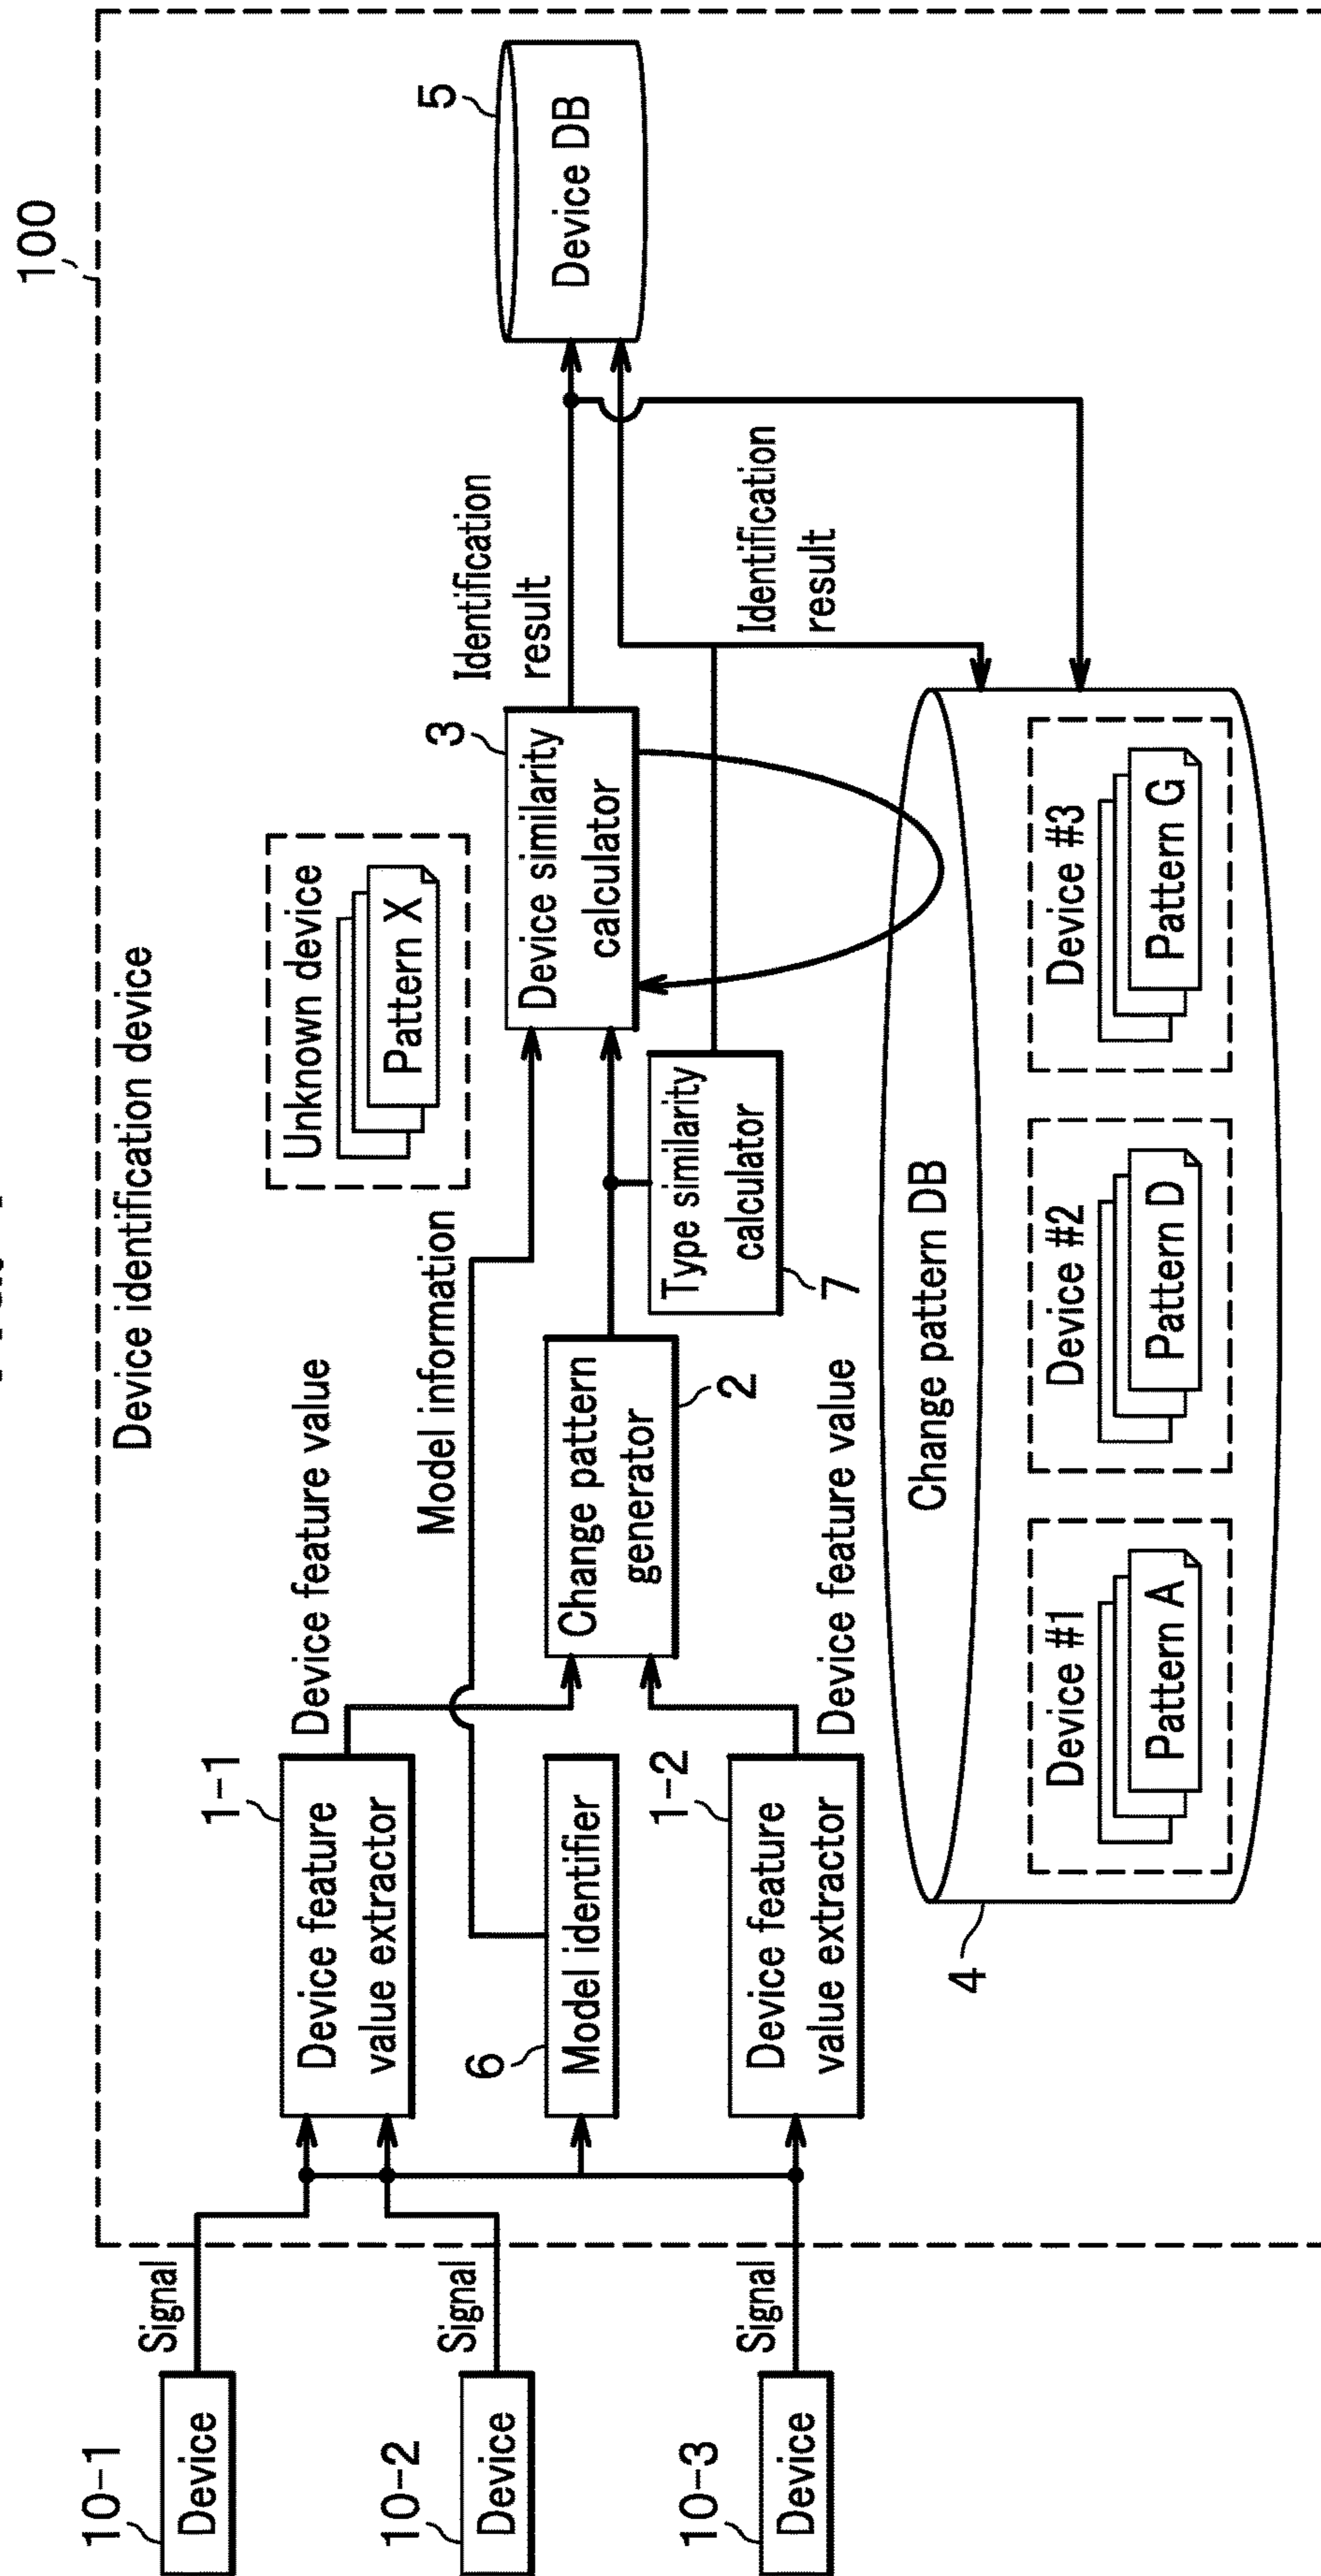 100
Device identification device
10-1
Device
Signal
10-2
Device
Signal
10-3
Device
Signal
1-1
Device feature
value extractor
Device feature value
6
Model identifier
Model information
1-2
Device feature
value extractor
Device feature value
Change pattern
generator
2
Unknown device
Pattern X
Type similarity
calculator
7
3
Device similarity
calculator
Identification
result
Identification
result
5
Device DB
4
Change pattern DB
Device #1
Pattern A
Device #2
Pattern D
Device #3
Pattern G